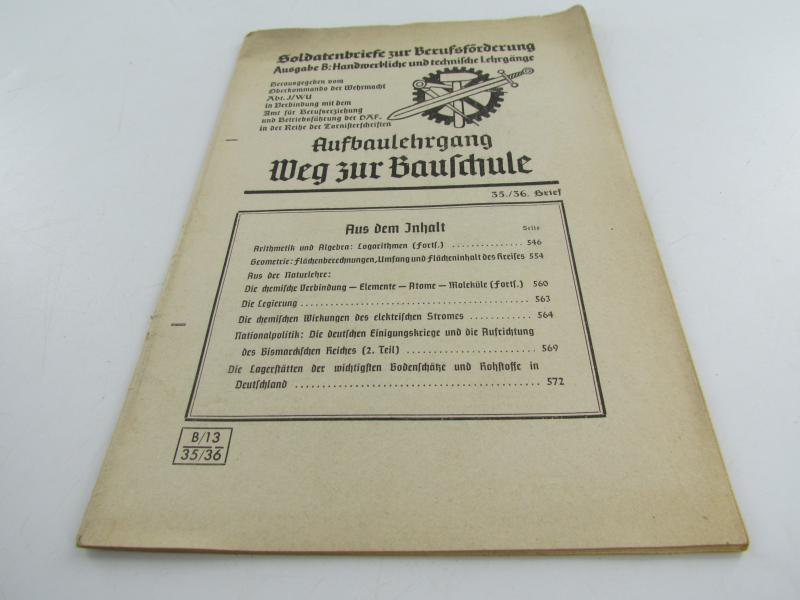 Soldatenbriefe zur Berufsförderung
Ausgabe B: Handwerkliche und technische Lehrgänge
Herausgegeben vom
Oberkommando der Wehrmacht
Abt. J/WU
in Verbindung mit dem
Amt für Berufserziehung
und Betriebsführung der DAF.
in der Reihe der Tornisterschriften
Aufbaulehrgang
Weg zur Bauschule
35./36. Brief
Aus dem Inhalt Seite
Arithmetik und Algebra: Logarithmen (Forts.) ............... 546
Geometrie: Flächenberechnungen, Umfang und Flächeninhalt des Kreises 554
Aus der Naturlehre:
Die chemische Verbindung — Elemente — Atome — Moleküle (Forts.) 560
Die Legierung ........................................ 563
Die chemischen Wirkungen des elektrischen Stromes ............ 564
Nationalpolitik: Die deutschen Einigungskriege und die Aufrichtung
des Bismarckschen Reiches (2. Teil) ...................... 569
Die Lagerstätten der wichtigsten Bodenschätze und Rohstoffe in
Deutschland ........................................ 572
B/13
35/36